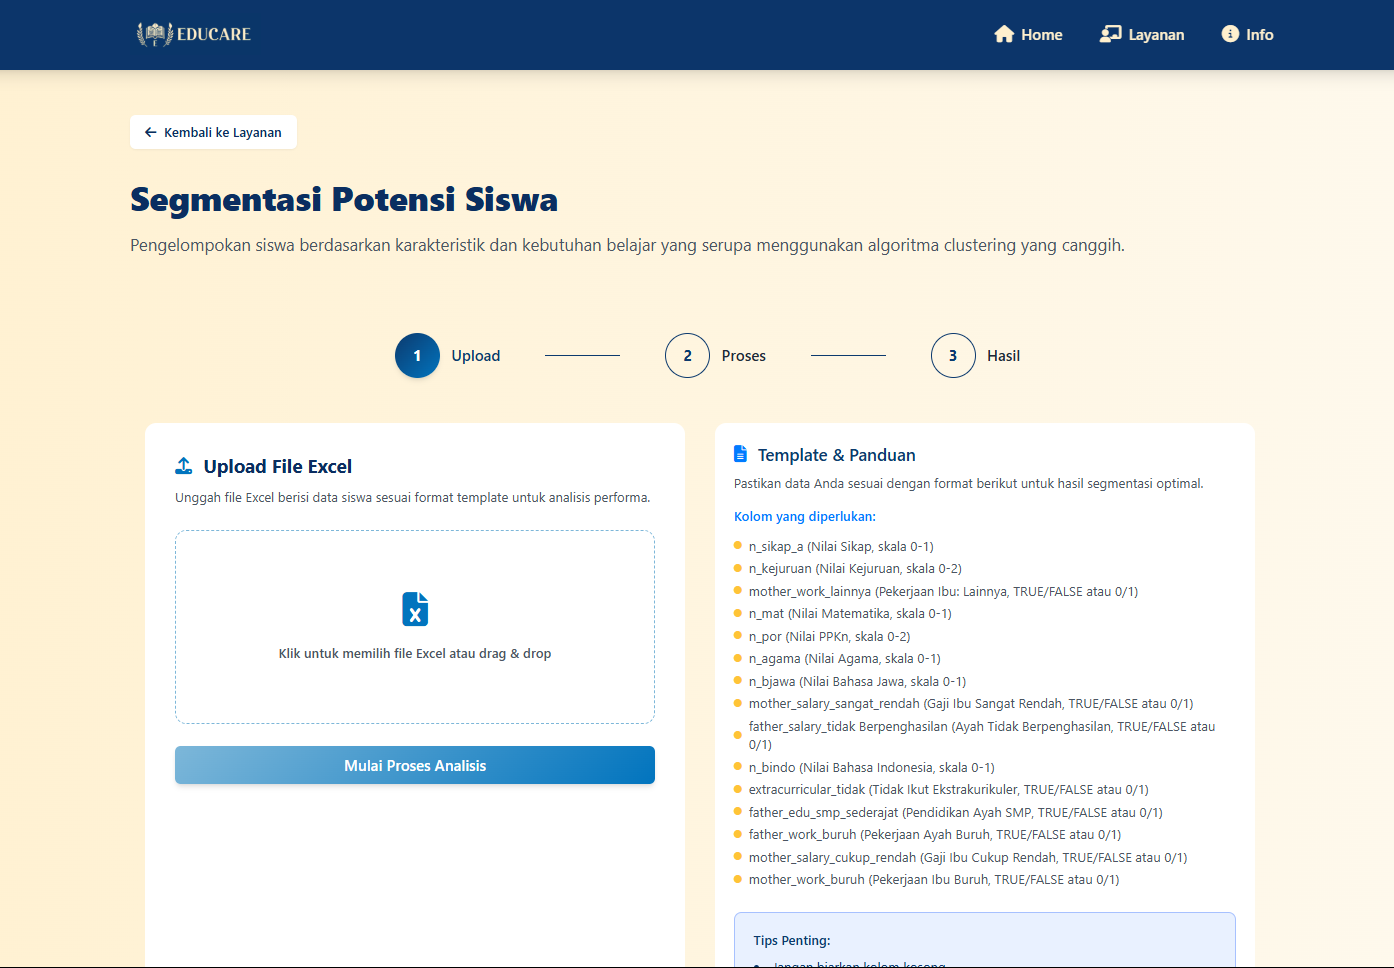 EDUCARE
Home
Layanan
Info
Kembali ke Layanan
Segmentasi Potensi Siswa
Pengelompokan siswa berdasarkan karakteristik dan kebutuhan belajar yang serupa menggunakan algoritma clustering yang canggih.
1 Upload
2 Proses
3 Hasil
Upload File Excel
Unggah file Excel berisi data siswa sesuai format template untuk analisis performa.
Klik untuk memilih file Excel atau drag & drop
Mulai Proses Analisis
Template & Panduan
Pastikan data Anda sesuai dengan format berikut untuk hasil segmentasi optimal.
Kolom yang diperlukan:
n_sikap_a (Nilai Sikap, skala 0-1)
n_kejuruan (Nilai Kejuruan, skala 0-2)
mother_work_lainnya (Pekerjaan Ibu: Lainnya, TRUE/FALSE atau 0/1)
n_mat (Nilai Matematika, skala 0-1)
n_por (Nilai PPKn, skala 0-2)
n_agama (Nilai Agama, skala 0-1)
n_bjawa (Nilai Bahasa Jawa, skala 0-1)
mother_salary_sangat_rendah (Gaji Ibu Sangat Rendah, TRUE/FALSE atau 0/1)
father_salary_tidak Berpenghasilan (Ayah Tidak Berpenghasilan, TRUE/FALSE atau
0/1)
n_bindo (Nilai Bahasa Indonesia, skala 0-1)
extracurricular_tidak (Tidak Ikut Ekstrakurikuler, TRUE/FALSE atau 0/1)
father_edu_smp_sederajat (Pendidikan Ayah SMP, TRUE/FALSE atau 0/1)
father_work_buruh (Pekerjaan Ayah Buruh, TRUE/FALSE atau 0/1)
mother_salary_cukup_rendah (Gaji Ibu Cukup Rendah, TRUE/FALSE atau 0/1)
mother_work_buruh (Pekerjaan Ibu Buruh, TRUE/FALSE atau 0/1)
Tips Penting:
Jangan biarkan kolom kosong